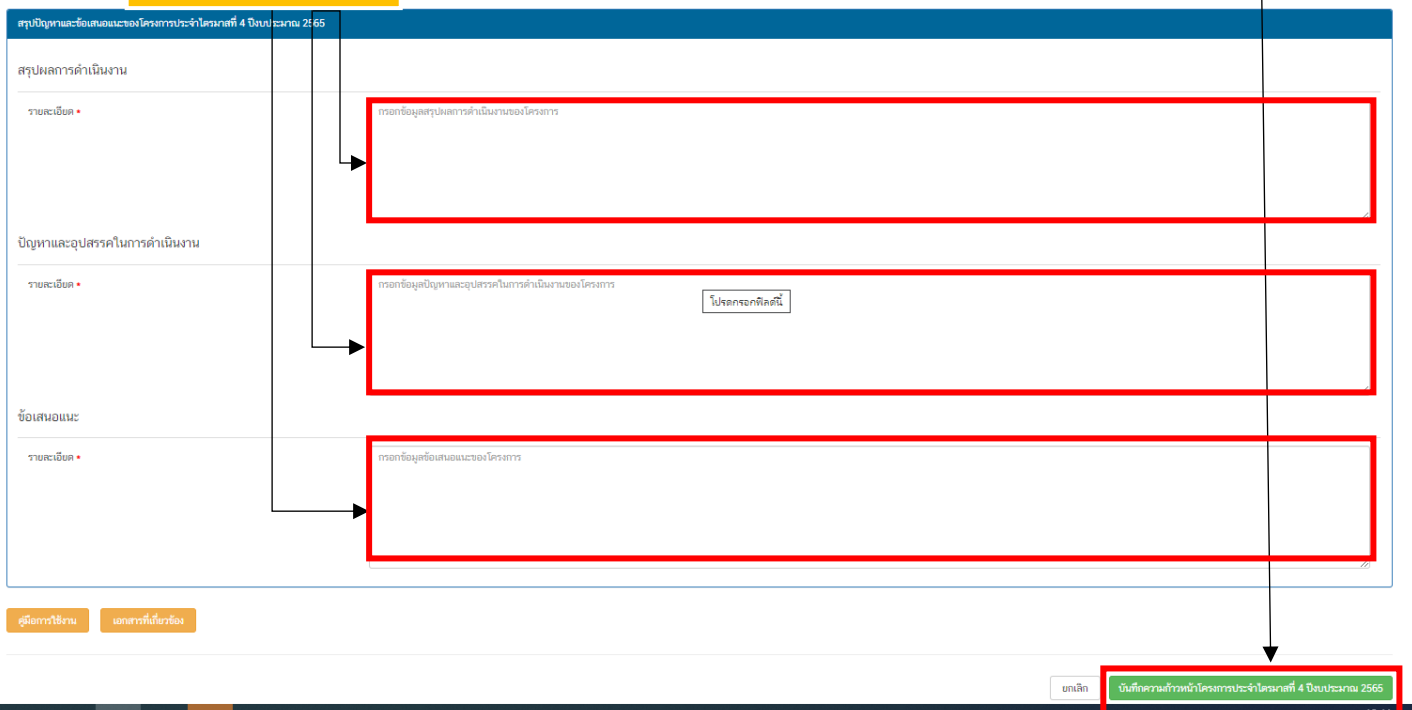 สรุปปัญหาและข้อเสนอแนะของโครงการประจำไตรมาสที่ 4 ปีงบประมาณ 2565
สรุปผลการดำเนินงาน
รายละเอียด •
กรอกข้อมูลสรุปผลการดำเนินงานของโครงการ
ปัญหาและอุปสรรคในการดำเนินงาน
รายละเอียด •
กรอกข้อมูลปัญหาและอุปสรรคในการดำเนินงานของโครงการ
โปรดกรอกฟิลด์นี้
ข้อเสนอแนะ
รายละเอียด •
กรอกข้อมูลข้อเสนอแนะของโครงการ
คู่มือการใช้งาน
เอกสารที่เกี่ยวข้อง
ยกเลิก
บันทึกความก้าวหน้าโครงการประจำไตรมาสที่ 4 ปีงบประมาณ 2565